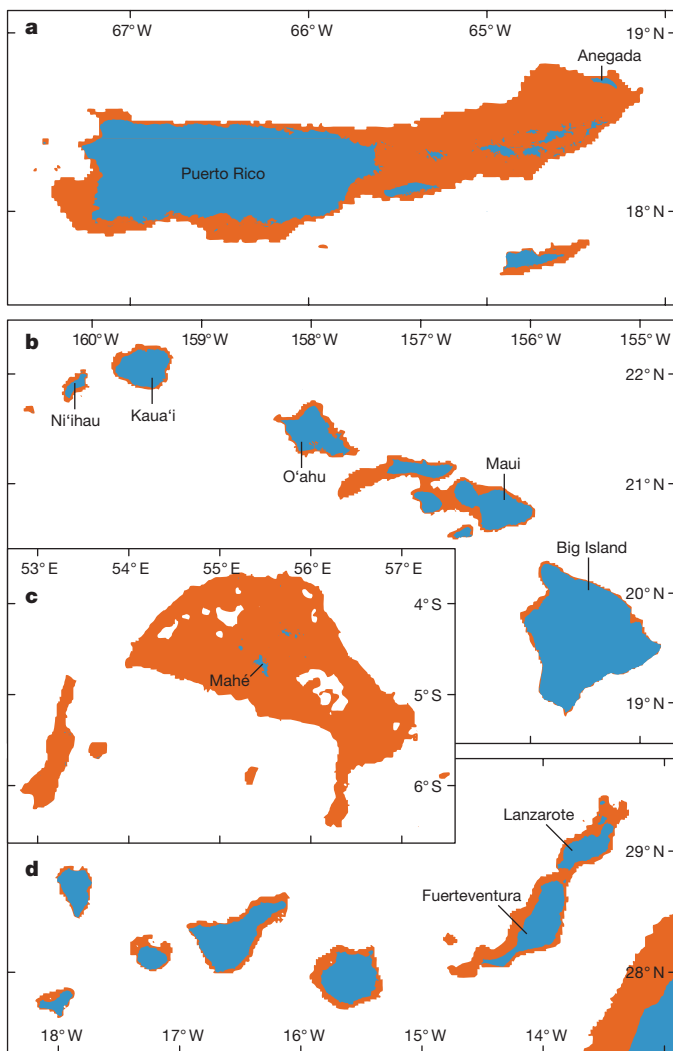 a
67° W 66° W 65° W 19° N
Anegada
Puerto Rico
18° N
b
160° W 159° W 158° W 157° W 156° W 155° W
22° N
Ni‘ihau Kaua‘i
O‘ahu
Maui
21° N
Big Island
53° E 54° E 55° E 56° E 57° E
c
4° S
20° N
Mahé
5° S
19° N
6° S
Lanzarote
29° N
d
Fuerteventura
28° N
18° W 17° W 16° W 15° W 14° W